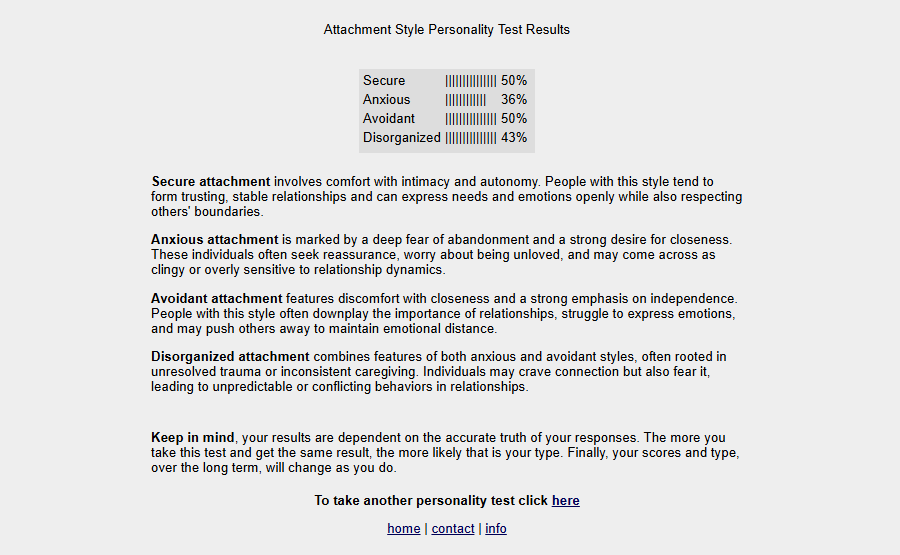 Attachment Style Personality Test Results
Secure |||||||||||||| 50%
Anxious ||||||||||| 36%
Avoidant |||||||||||||| 50%
Disorganized |||||||||||||| 43%
Secure attachment involves comfort with intimacy and autonomy. People with this style tend to
form trusting, stable relationships and can express needs and emotions openly while also respecting
others' boundaries.
Anxious attachment is marked by a deep fear of abandonment and a strong desire for closeness.
These individuals often seek reassurance, worry about being unloved, and may come across as
clingy or overly sensitive to relationship dynamics.
Avoidant attachment features discomfort with closeness and a strong emphasis on independence.
People with this style often downplay the importance of relationships, struggle to express emotions,
and may push others away to maintain emotional distance.
Disorganized attachment combines features of both anxious and avoidant styles, often rooted in
unresolved trauma or inconsistent caregiving. Individuals may crave connection but also fear it,
leading to unpredictable or conflicting behaviors in relationships.
Keep in mind, your results are dependent on the accurate truth of your responses. The more you
take this test and get the same result, the more likely that is your type. Finally, your scores and type,
over the long term, will change as you do.
To take another personality test click here
home | contact | info